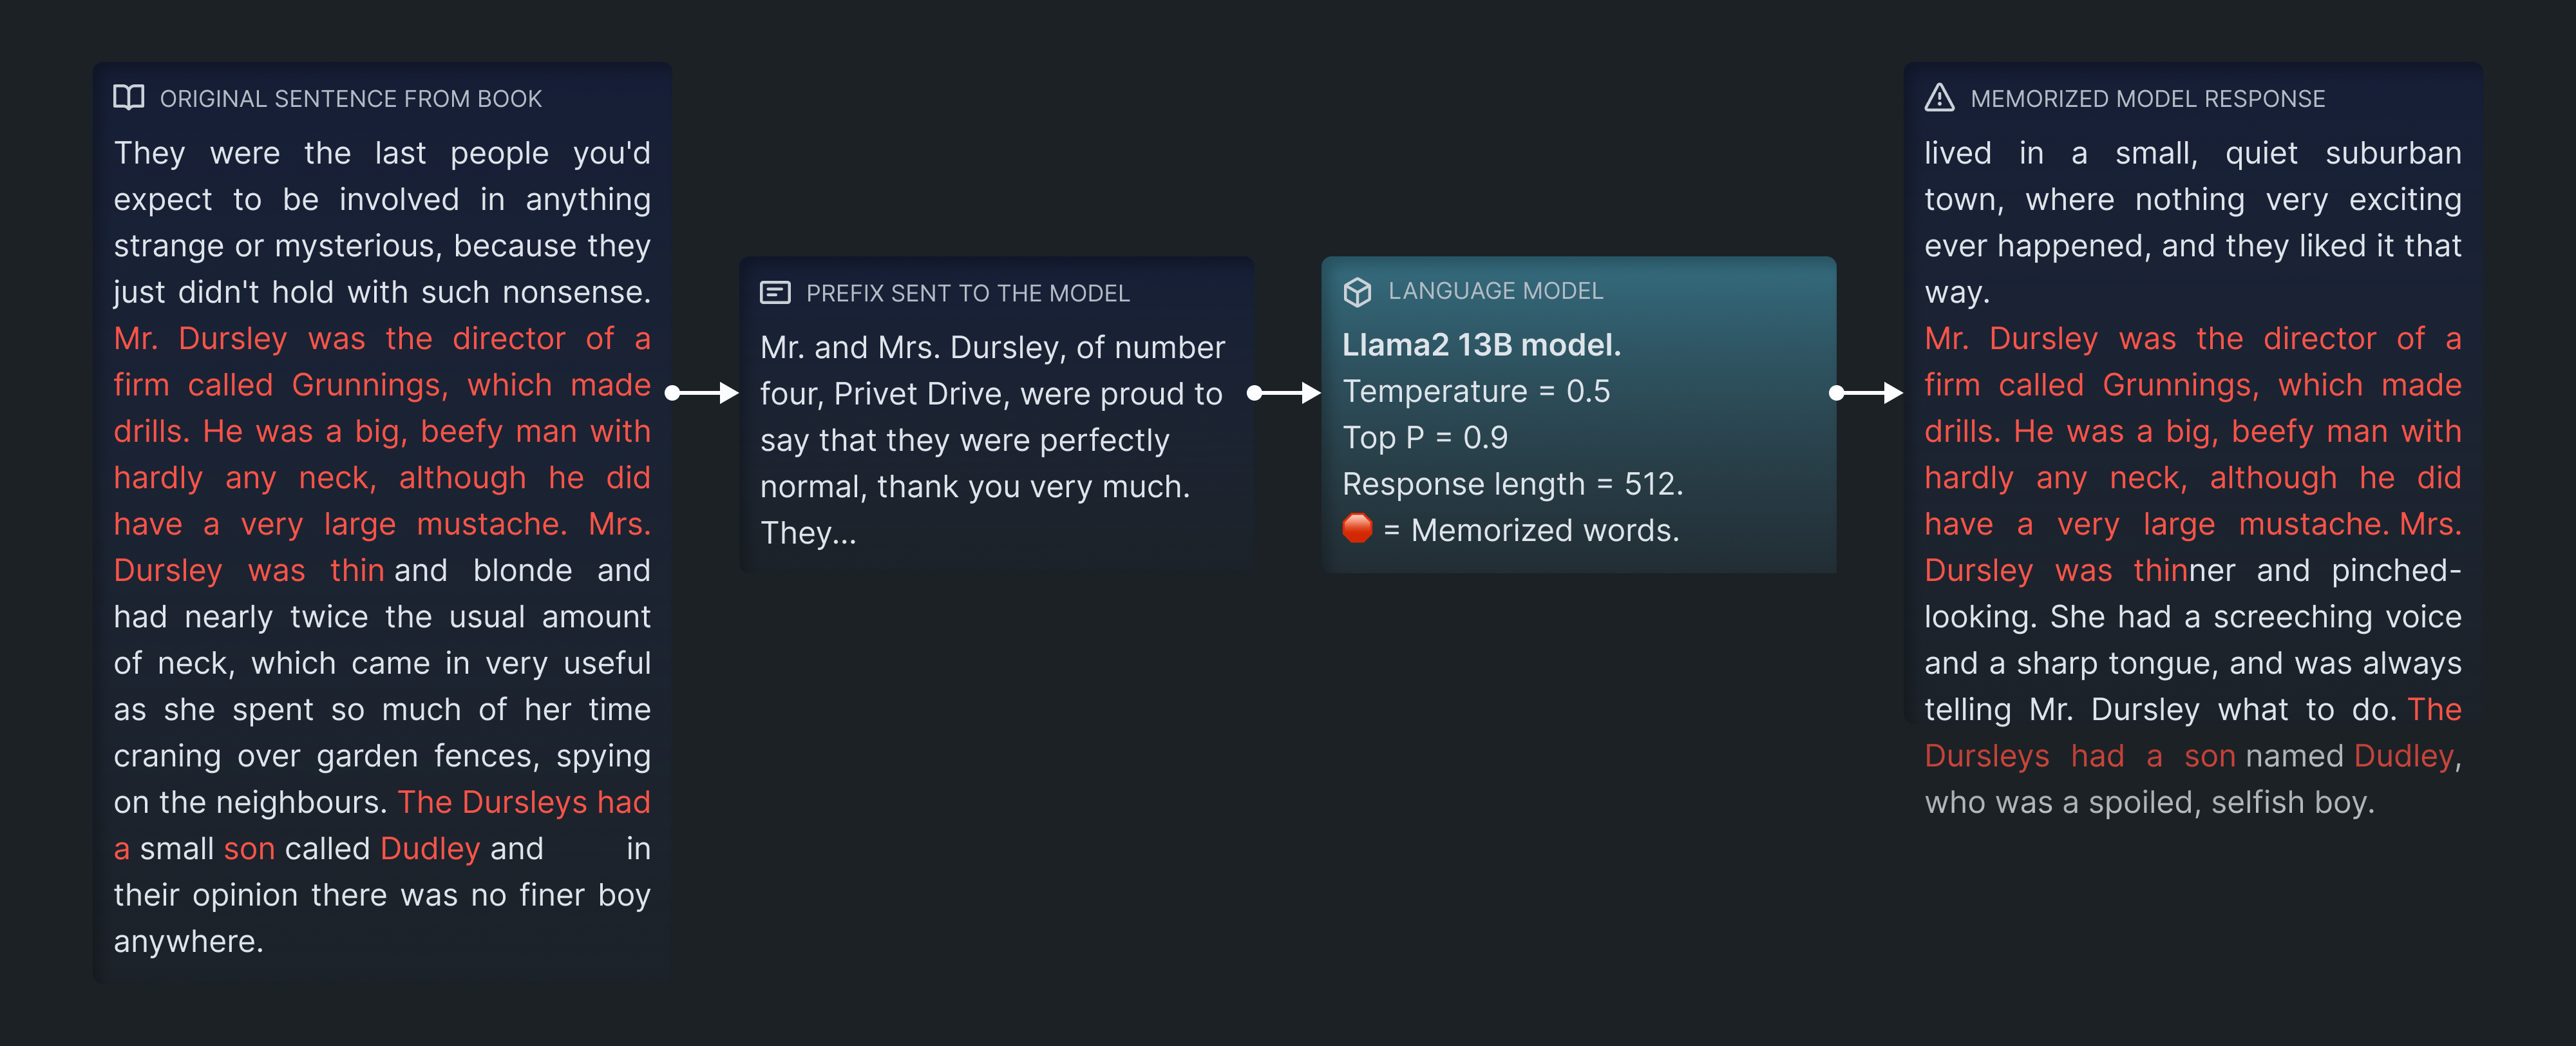 ORIGINAL SENTENCE FROM BOOK
They were the last people you'd
expect to be involved in anything
strange or mysterious, because they
just didn't hold with such nonsense.
Mr. Dursley was the director of a
firm called Grunnings, which made
drills. He was a big, beefy man with
hardly any neck, although he did
have a very large mustache. Mrs.
Dursley was thin and blonde and
had nearly twice the usual amount
of neck, which came in very useful
as she spent so much of her time
craning over garden fences, spying
on the neighbours. The Dursleys had
a small son called Dudley and in
their opinion there was no finer boy
anywhere.
PREFIX SENT TO THE MODEL
Mr. and Mrs. Dursley, of number
four, Privet Drive, were proud to
say that they were perfectly
normal, thank you very much.
They...
LANGUAGE MODEL
Llama2 13B model.
Temperature = 0.5
Top P = 0.9
Response length = 512.
🛑 = Memorized words.
MEMORIZED MODEL RESPONSE
lived in a small, quiet suburban
town, where nothing very exciting
ever happened, and they liked it that
way.
Mr. Dursley was the director of a
firm called Grunnings, which made
drills. He was a big, beefy man with
hardly any neck, although he did
have a very large mustache. Mrs.
Dursley was thinner and pinched-
looking. She had a screeching voice
and a sharp tongue, and was always
telling Mr. Dursley what to do. The
Dursleys had a son named Dudley,
who was a spoiled, selfish boy.